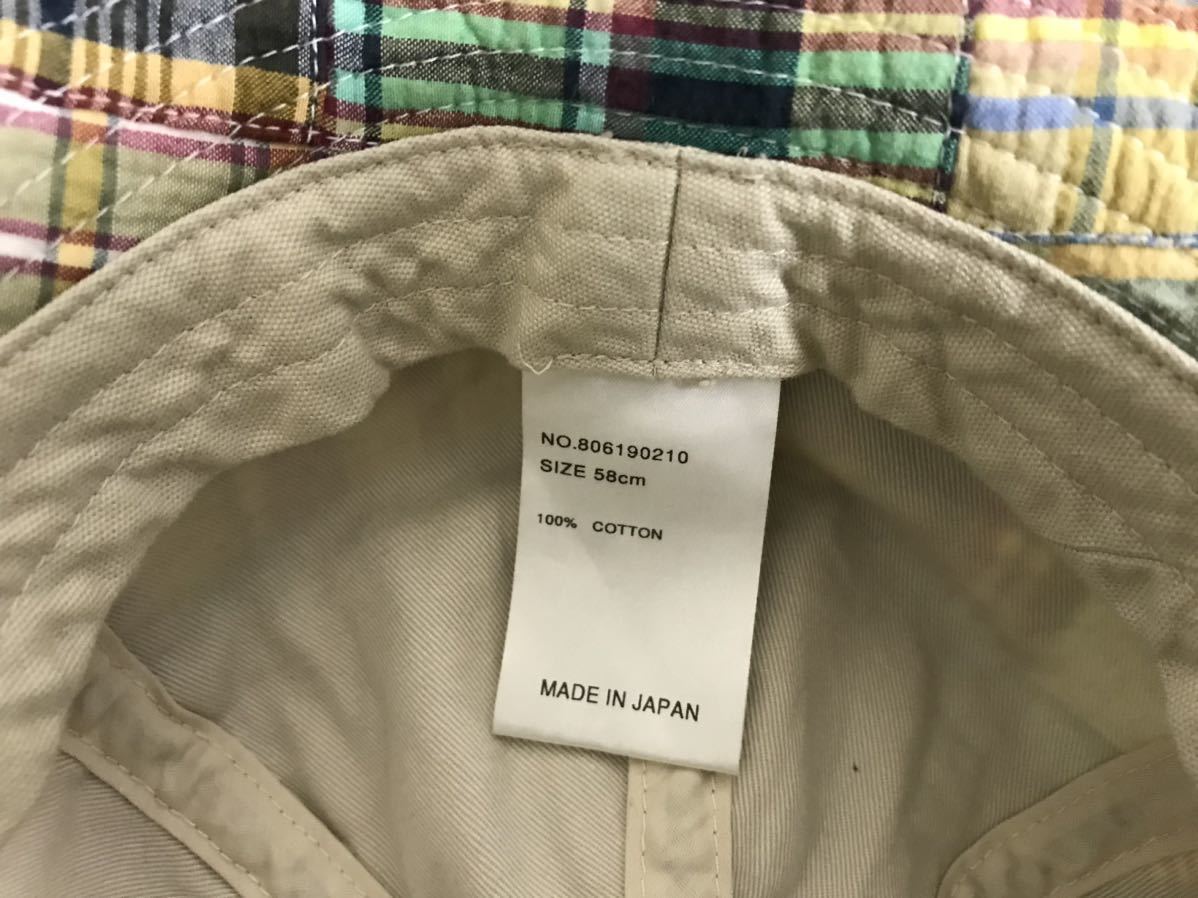 NO.806190210
SIZE 58cm
100% COTTON
MADE IN JAPAN